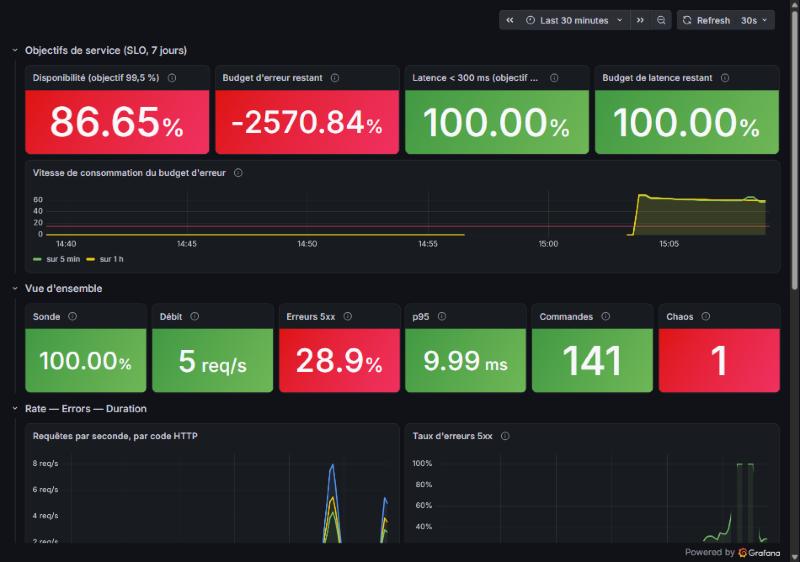 Last 30 minutes
Refresh 30s
Objectifs de service (SLO, 7 jours)
Disponibilité (objectif 99,5 %)
Budget d'erreur restant
Latence < 300 ms (objectif ...
Budget de latence restant
86.65%
-2570.84%
100.00%
100.00%
Vitesse de consommation du budget d'erreur
60
40
20
0
14:40
14:45
14:50
14:55
15:00
15:05
sur 5 min
sur 1 h
Vue d'ensemble
Sonde
Débit
Erreurs 5xx
p95
Commandes
Chaos
100.00%
5 req/s
28.9%
9.99 ms
141
1
Rate — Errors — Duration
Requêtes par seconde, par code HTTP
8 req/s
6 req/s
4 req/s
2 req/s
Taux d'erreurs 5xx
100%
80%
60%
40%
Powered by Grafana